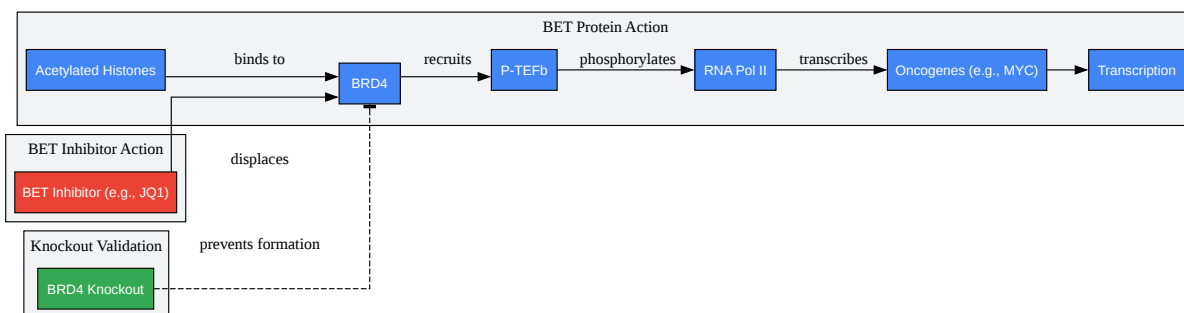 BET Protein Action
binds to
recruits
phosphorylates
transcribes
Acetylated Histones
BRD4
P-TEFb
RNA Pol II
Oncogenes (e.g., MYC)
Transcription
BET Inhibitor Action
displaces
BET Inhibitor (e.g., JQ1)
Knockout Validation
prevents formation
BRD4 Knockout